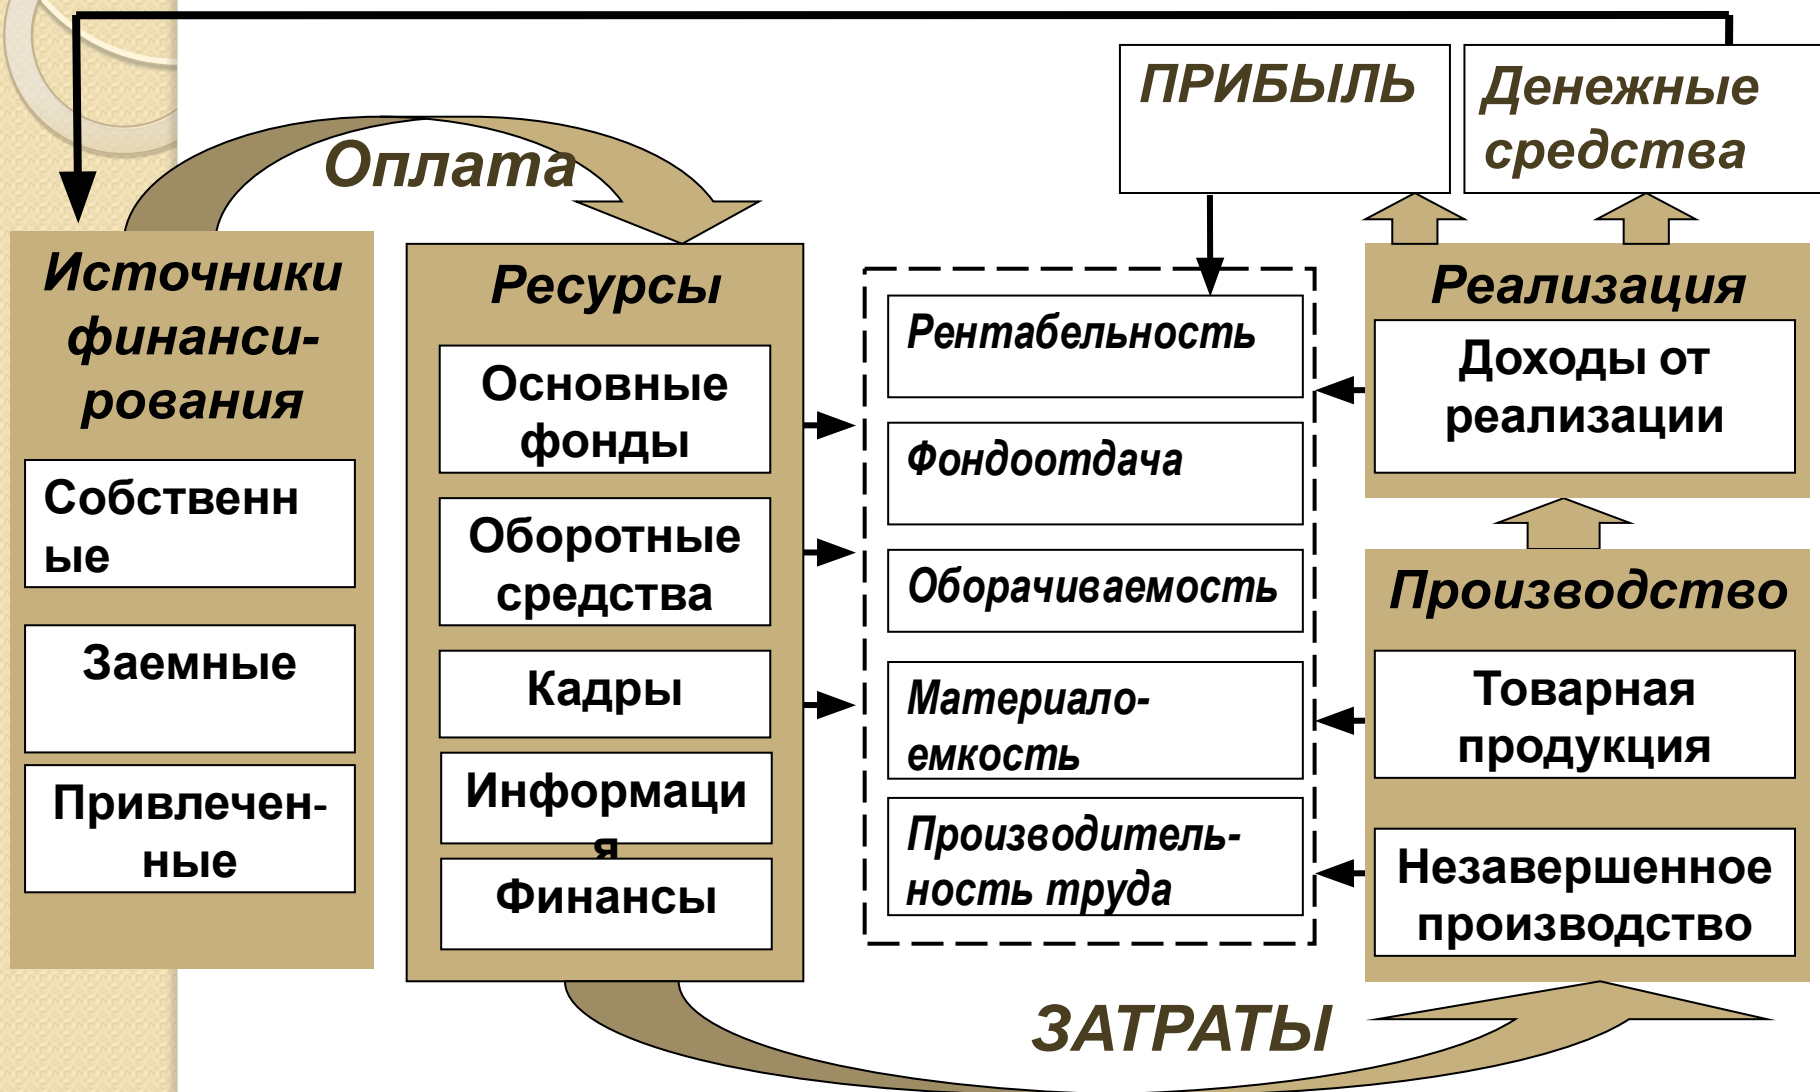 ПРИБЫЛЬ
Денежные
средства
Оплата
Источники
финанси-
рования
Собственн
ые
Заемные
Привлечен-
ные
Ресурсы
Основные
фонды
Оборотные
средства
Кадры
Информаци
я
Финансы
Рентабельность
Фондоотдача
Оборачиваемость
Материало-
емкость
Производитель-
ность труда
Реализация
Доходы от
реализации
Производство
Товарная
продукция
Незавершенное
производство
ЗАТРАТЫ